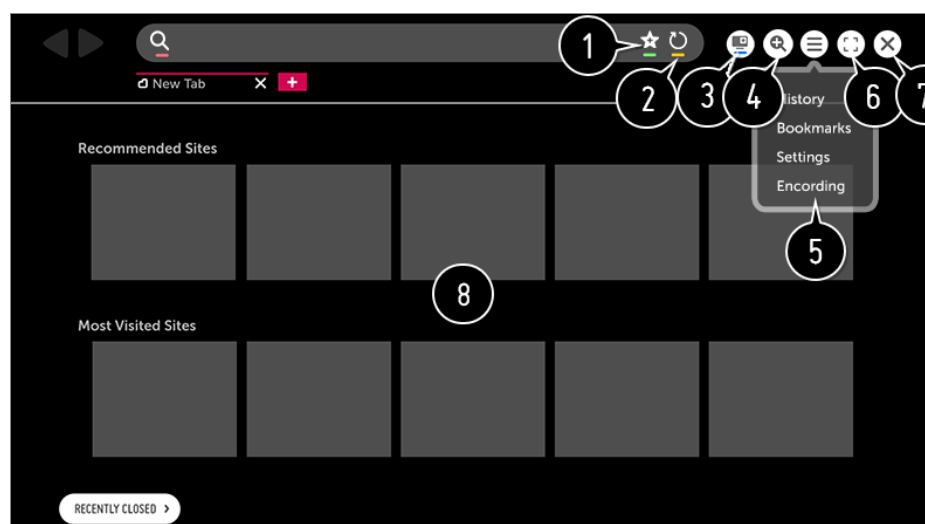 1
2
3
4
6
7
New Tab
History
Bookmarks
Settings
Encording
5
Recommended Sites
8
Most Visited Sites
RECENTLY CLOSED >